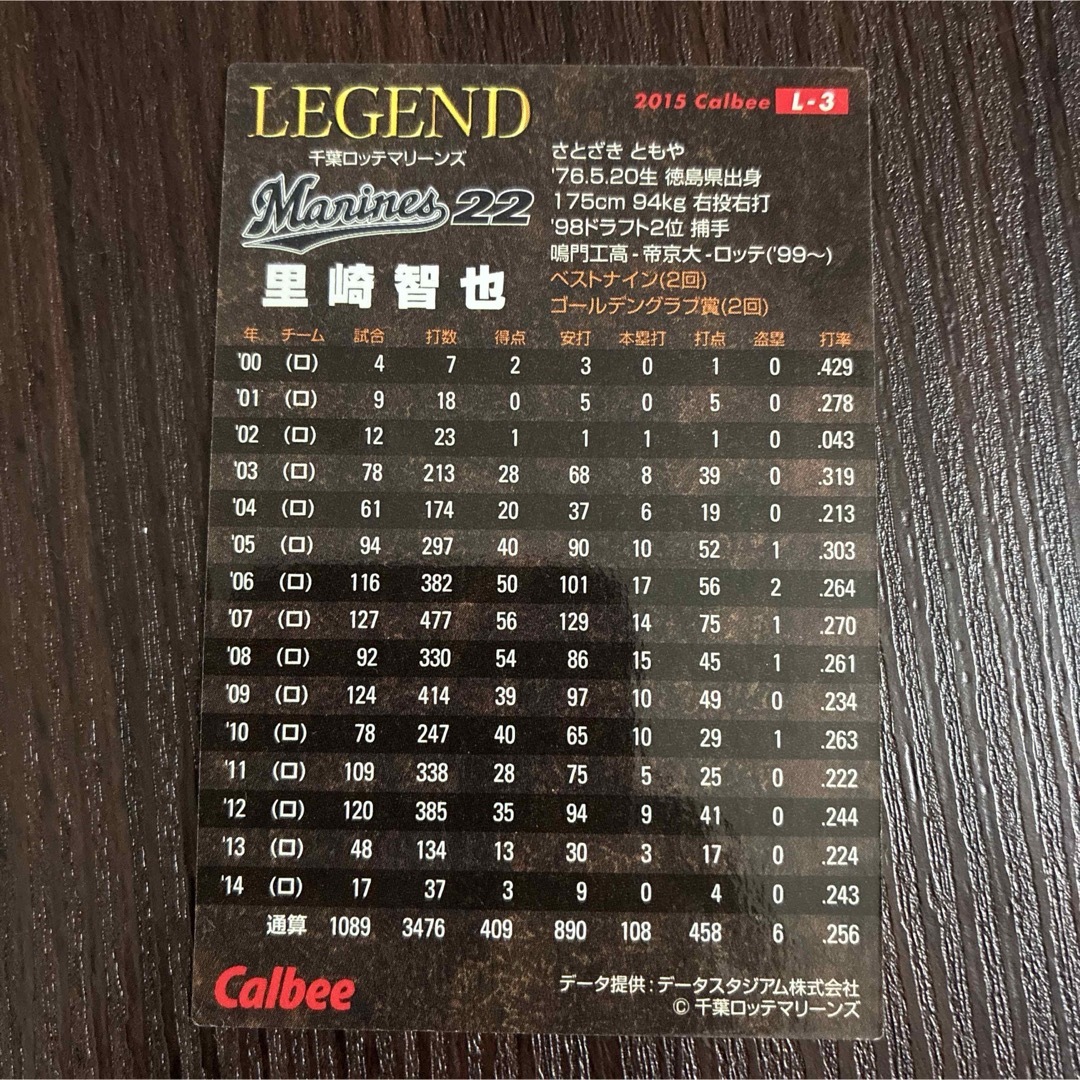 LEGEND
2015 Calbee L-3
千葉ロッテマリーンズ
Marines 22
里崎智也
さとざき ともや
'76.5.20生 徳島県出身
175cm 94kg 右投右打
'98ドラフト2位 捕手
鳴門工高-帝京大-ロッテ('99〜)
ベストナイン(2回)
ゴールデングラブ賞(2回)
年 チーム 試合 打数 得点 安打 本塁打 打点 盗塁 打率
'00 (ロ) 4 7 2 3 0 1 0 .429
'01 (ロ) 9 18 0 5 0 5 0 .278
'02 (ロ) 12 23 1 1 1 1 0 .043
'03 (ロ) 78 213 28 68 8 39 0 .319
'04 (ロ) 61 174 20 37 6 19 0 .213
'05 (ロ) 94 297 40 90 10 52 1 .303
'06 (ロ) 116 382 50 101 17 56 2 .264
'07 (ロ) 127 477 56 129 14 75 1 .270
'08 (ロ) 92 330 54 86 15 45 1 .261
'09 (ロ) 124 414 39 97 10 49 0 .234
'10 (ロ) 78 247 40 65 10 29 1 .263
'11 (ロ) 109 338 28 75 5 25 0 .222
'12 (ロ) 120 385 35 94 9 41 0 .244
'13 (ロ) 48 134 13 30 3 17 0 .224
'14 (ロ) 17 37 3 9 0 4 0 .243
通算 1089 3476 409 890 108 458 6 .256
Calbee
データ提供：データスタジアム株式会社
© 千葉ロッテマリーンズ